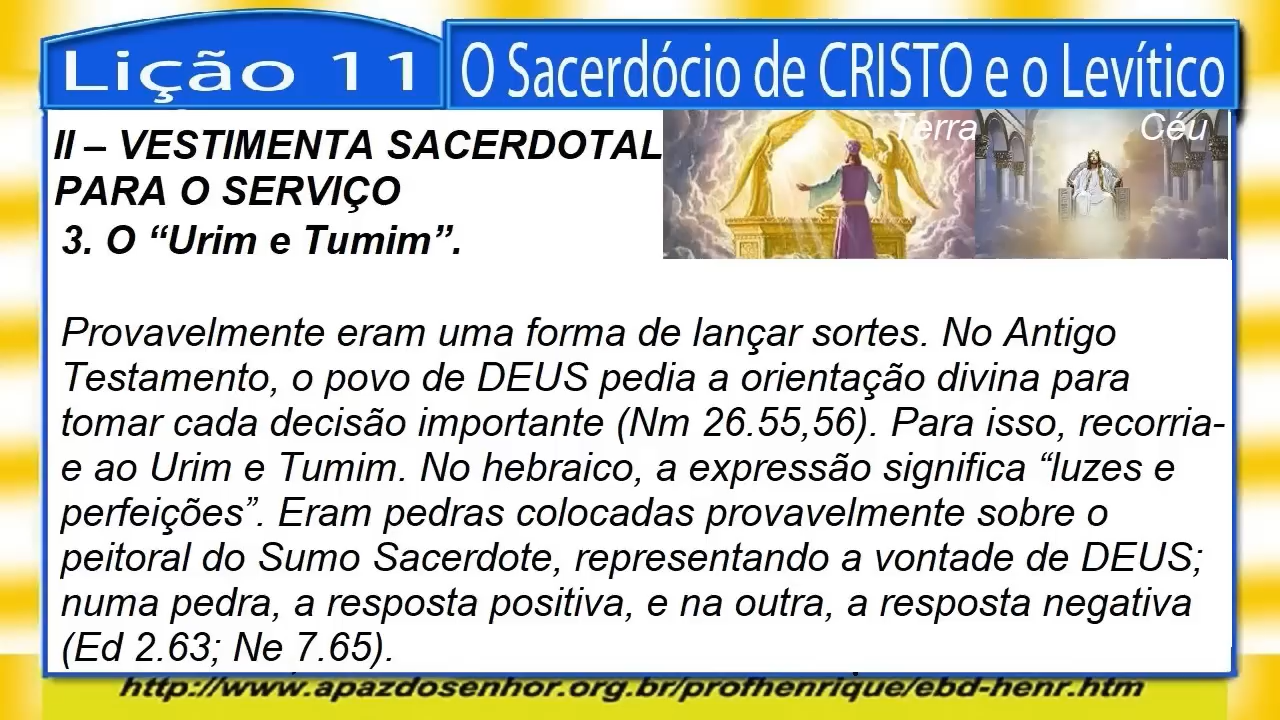 Lição 11
O Sacerdócio de CRISTO e o Levítico
Terra
Céu
II – VESTIMENTA SACERDOTAL
PARA O SERVIÇO
3. O “Urim e Tumim”.
Provavelmente eram uma forma de lançar sortes. No Antigo
Testamento, o povo de DEUS pedia a orientação divina para
tomar cada decisão importante (Nm 26.55,56). Para isso, recorria-
e ao Urim e Tumim. No hebraico, a expressão significa “luzes e
perfeições”. Eram pedras colocadas provavelmente sobre o
peitoral do Sumo Sacerdote, representando a vontade de DEUS;
numa pedra, a resposta positiva, e na outra, a resposta negativa
(Ed 2.63; Ne 7.65).
http://www.apazdosenhor.org.br/profhenrique/ebd-henr.htm